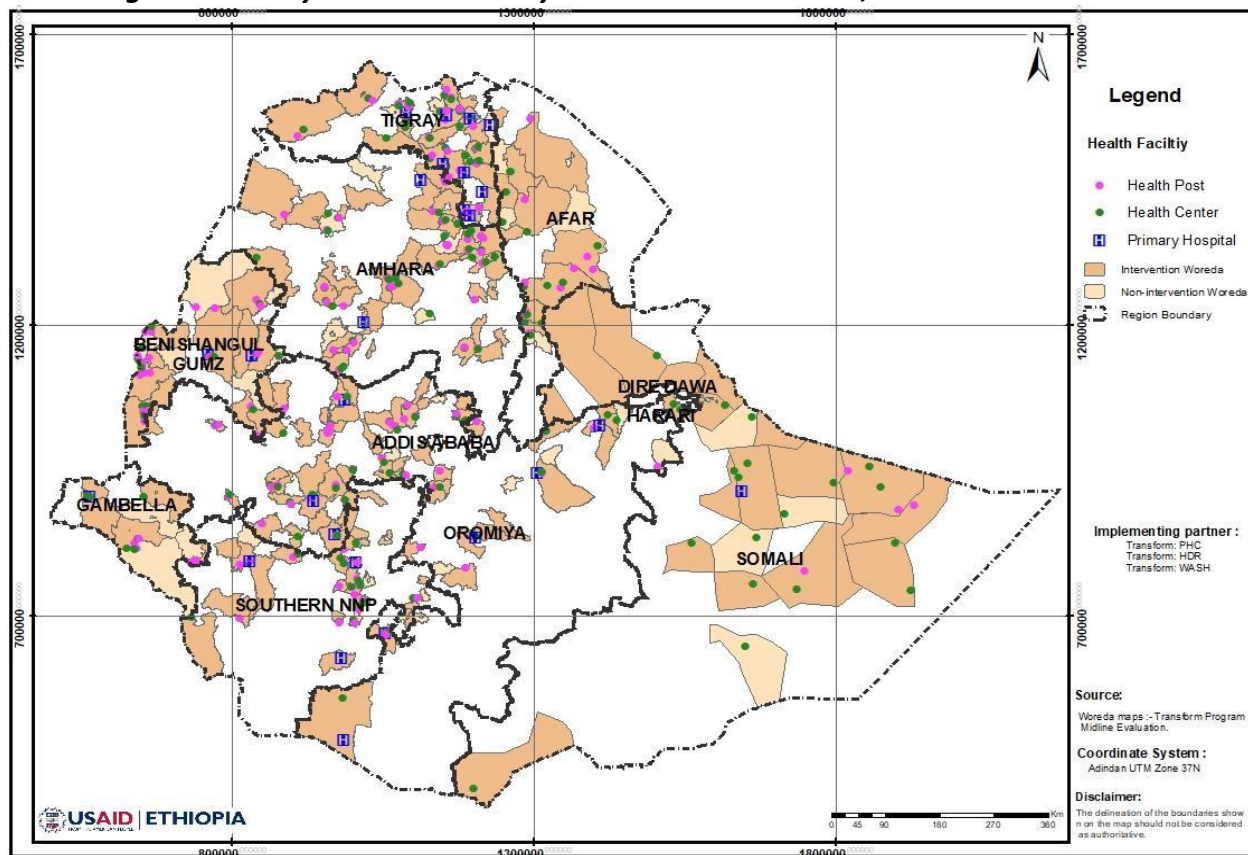 800000
1300000
1800000
1700000
1700000
N
Legend
Health Faciltiy
Health Post
Health Center
H Primary Hospital
Intervention Woreda
Non-intervention Woreda
Region Boundary
TIGRAY
AFAR
AMHARA
1200000
1200000
BENISHANGUL
GUMZ
DIRE DAWA
HARARI
ADDIS ABABA
GAMBELLA
OROMIYA
SOMALI
SOUTHERN NNP
700000
700000
Implementing partner :
Transform: PHC
Transform: HDR
Transform: WASH
Source:
Woreda maps :- Transform Program
Midline Evaluation.
Coordinate System :
Adindan UTM Zone 37N
Disclaimer:
The delineation of the boundaries show
n on the map should not be considered
as authoritative.
USAID | ETHIOPIA
FROM THE AMERICAN PEOPLE
Km
0 45 90 180 270 360
800000
1300000
1800000